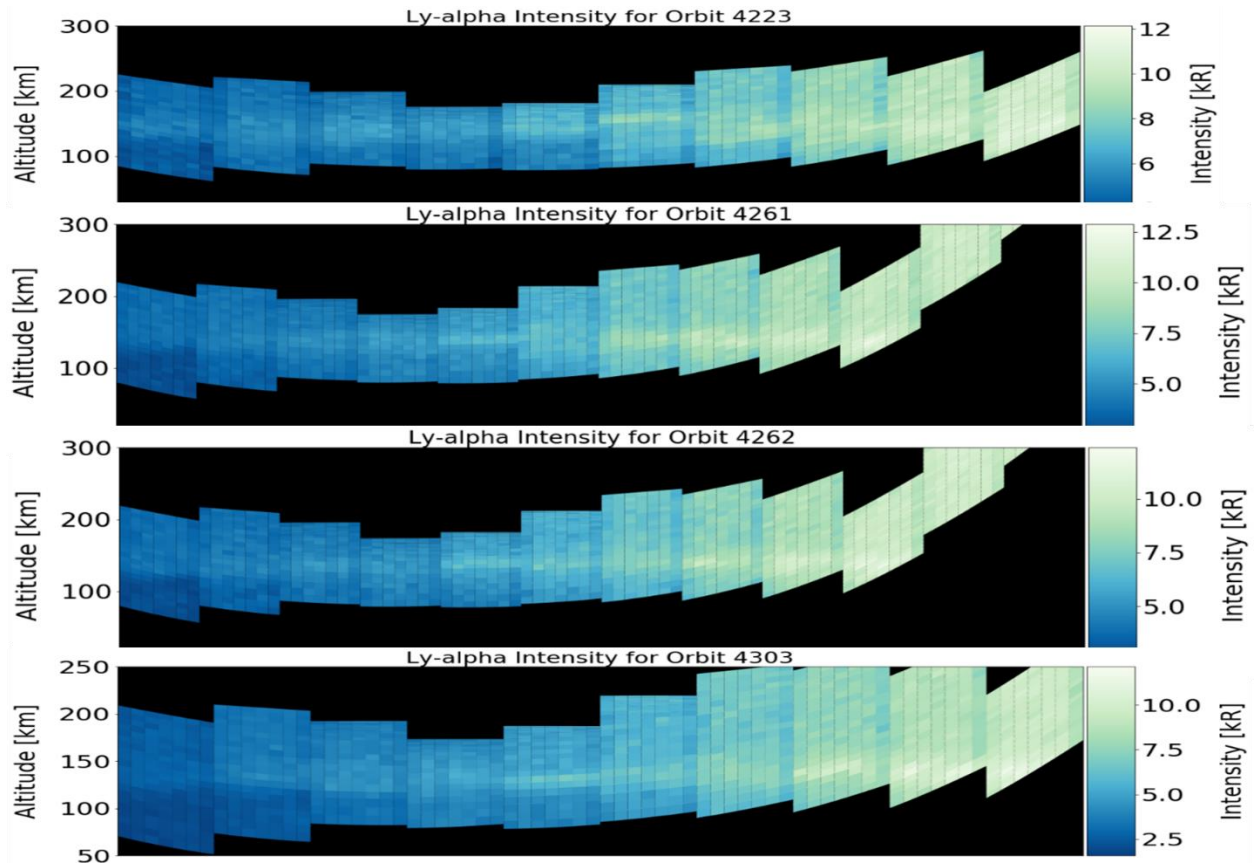 Ly-alpha Intensity for Orbit 4223
300
200
100
Altitude [km]
12
10
8
6
Intensity [kR]
Ly-alpha Intensity for Orbit 4261
300
200
100
Altitude [km]
12.5
10.0
7.5
5.0
Intensity [kR]
Ly-alpha Intensity for Orbit 4262
300
200
100
Altitude [km]
10.0
7.5
5.0
Intensity [kR]
Ly-alpha Intensity for Orbit 4303
250
200
150
100
50
Altitude [km]
10.0
7.5
5.0
2.5
Intensity [kR]